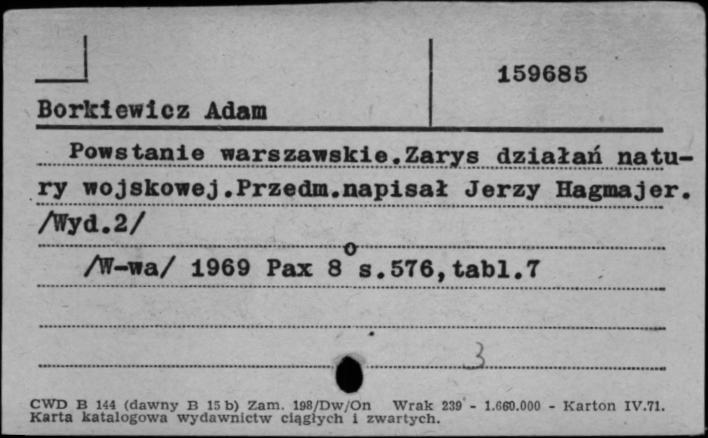 159685
Borkiewicz Adam
Powstanie warszawskie.Zarys działań natu-
ry wojskowej.Przedm.napisał Jerzy Hagmajer.
/Wyd.2/
/W-wa/ 1969 Pax 8° s.576,tabl.7
3
CWD B 144 (dawny B 15 b) Zam. 198/Dw/On Wrak 239 - 1.660.000 - Karton IV.71.
Karta katalogowa wydawnictw ciągłych i zwartych.